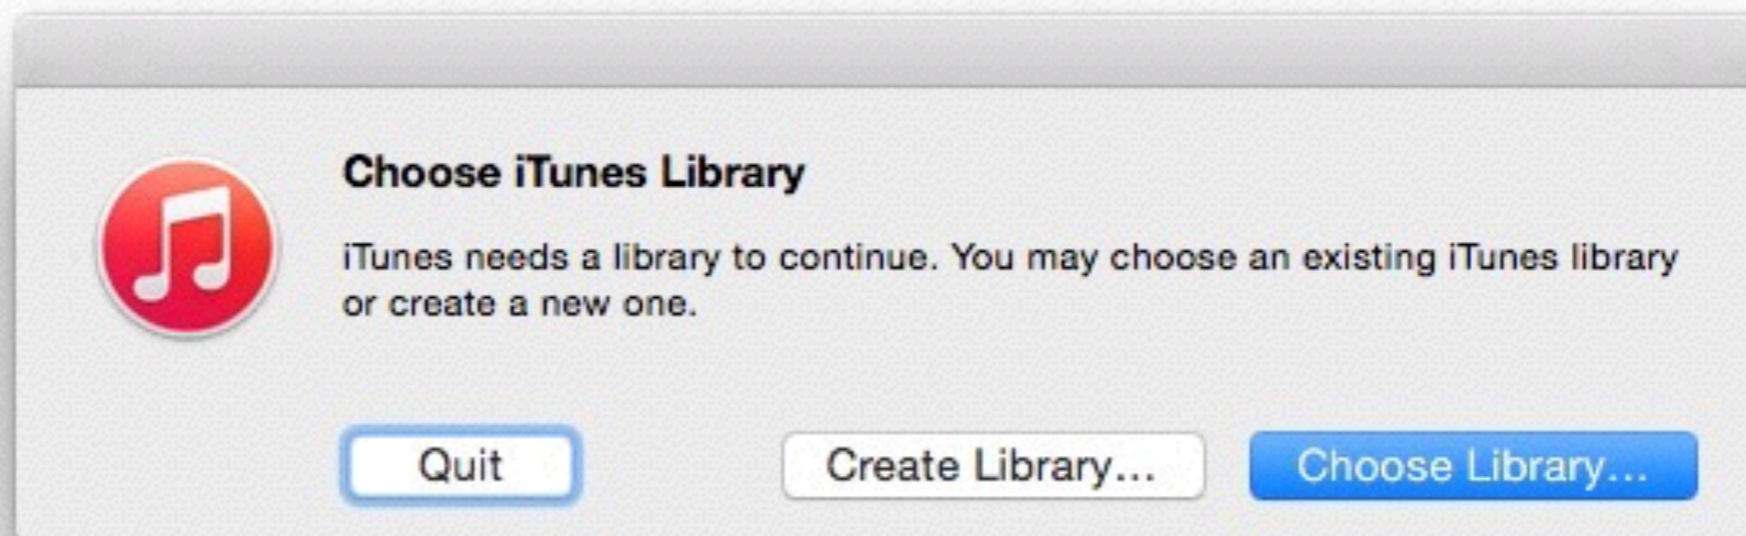 Choose iTunes Library
iTunes needs a library to continue. You may choose an existing iTunes library
or create a new one.
Quit
Create Library...
Choose Library...